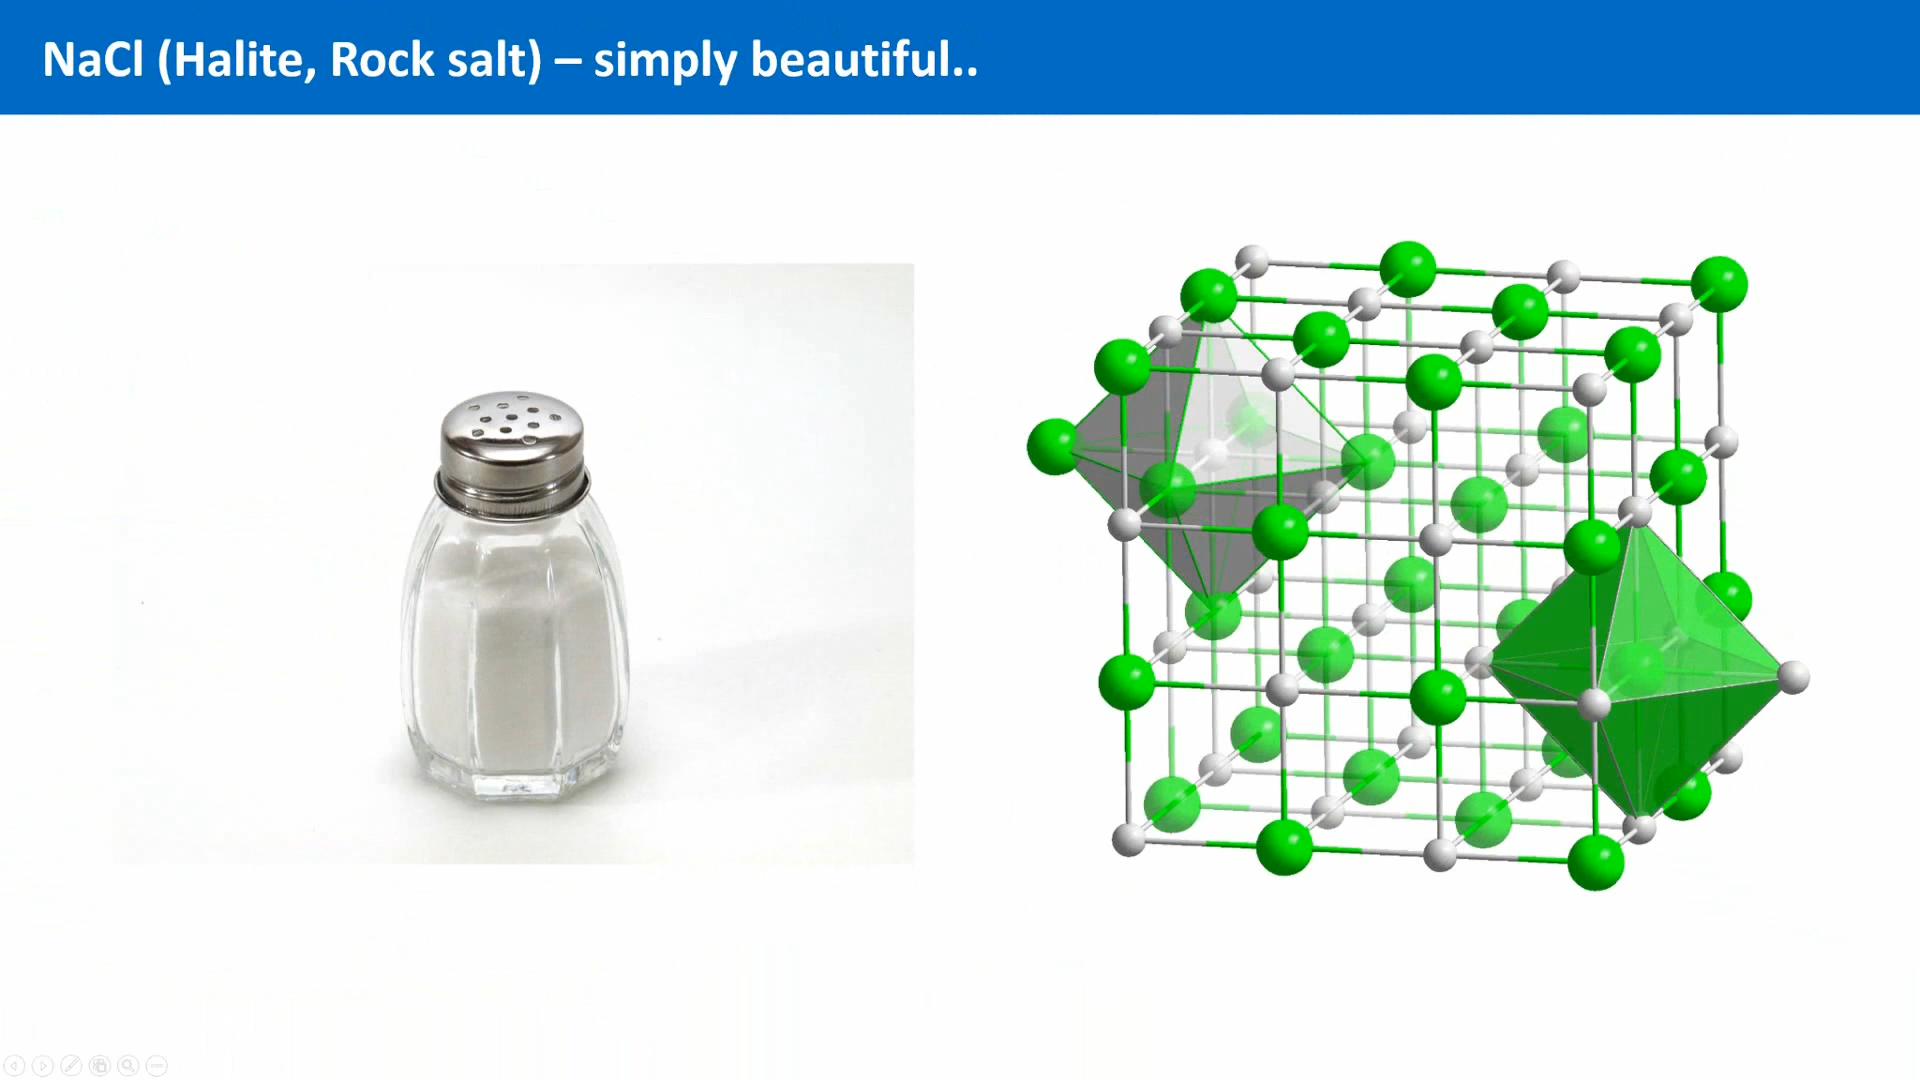 NaCl (Halite, Rock salt) – simply beautiful..